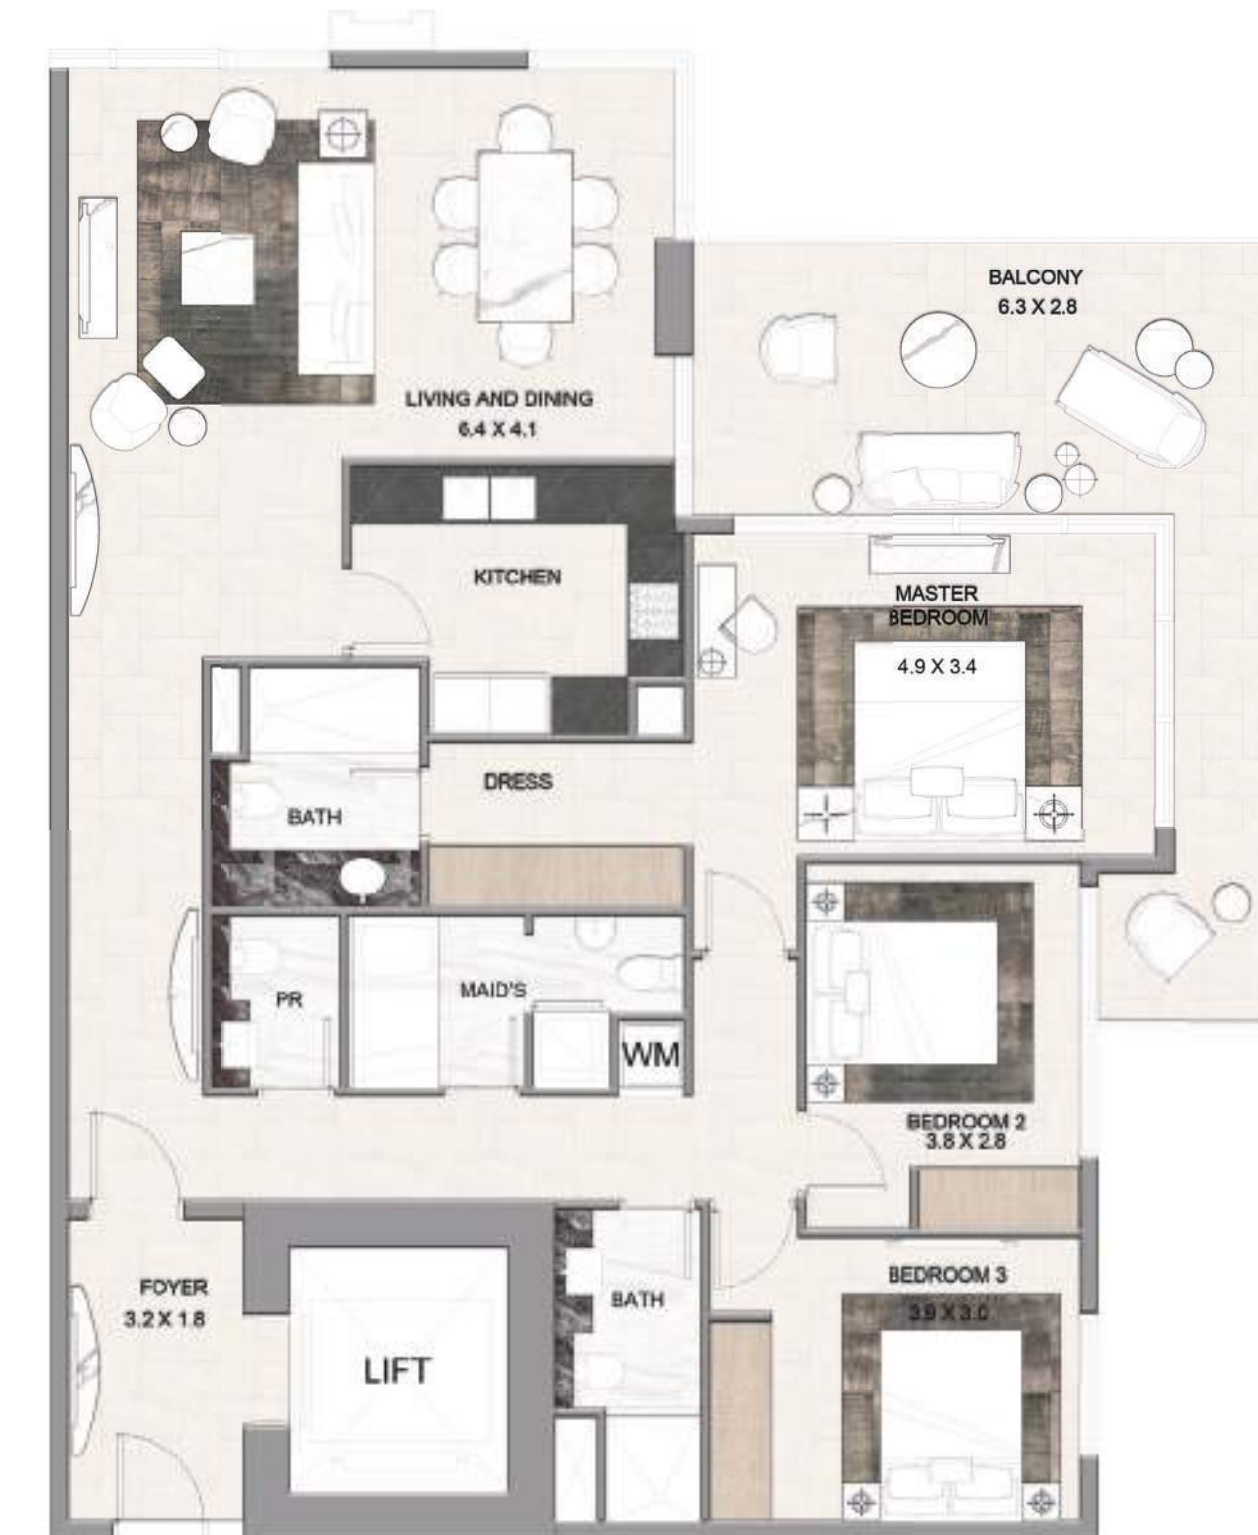 BALCONY
6.3 X 2.8
LIVING AND DINING
6.4 X 4.1
KITCHEN
MASTER
BEDROOM
4.9 X 3.4
DRESS
BATH
PR
MAID'S
WM
BEDROOM 2
3.8 X 2.8
FOYER
3.2 X 1.8
LIFT
BATH
BEDROOM 3
3.9 X 3.0